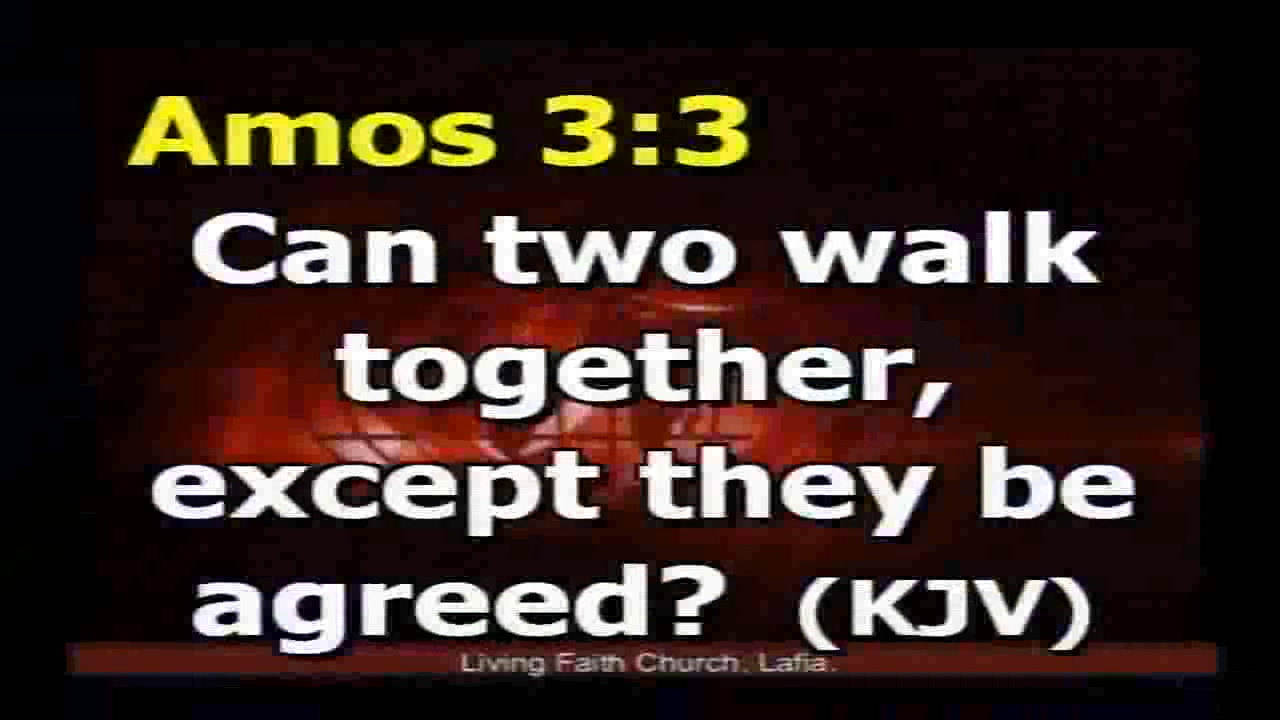 Amos 3:3
Can two walk
together,
except they be
agreed? (KJV)
Living Faith Church, Lafia.